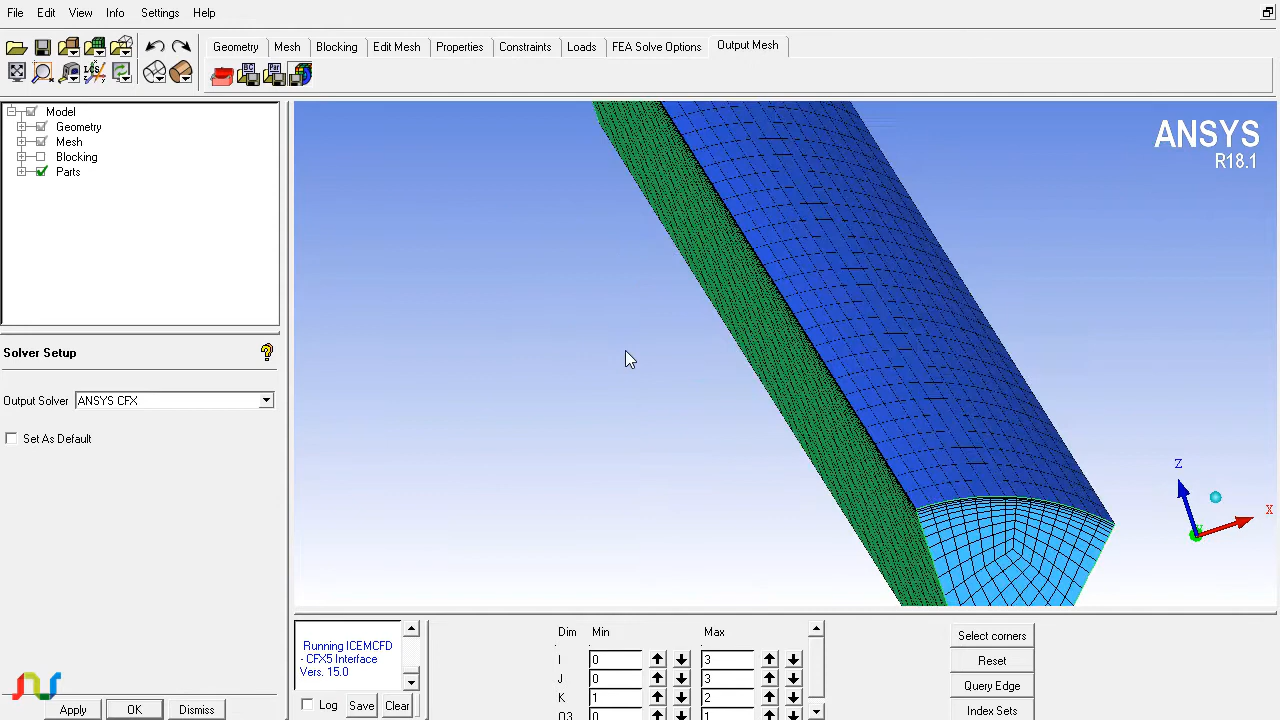 File Edit View Info Settings Help
Geometry Mesh Blocking Edit Mesh Properties Constraints Loads FEA Solve Options Output Mesh
Model
Geometry
Mesh
Blocking
Parts
Solver Setup
Output Solver ANSYS CFX
Set As Default
Apply OK Dismiss
ANSYS
R18.1
Z
X
Running ICEMCFD
- CFX5 Interface
Vers. 15.0
Log Save Clear
Dim Min Max
I 0 3
J 0 3
K 1 2
O3 0 1
Select corners
Reset
Query Edge
Index Sets